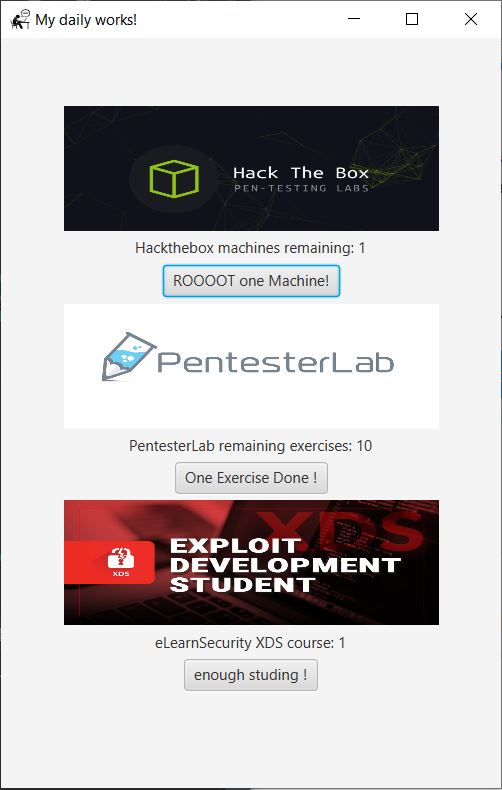 My daily works!
Hack The Box
PEN-TESTING LABS
Hackthebox machines remaining: 1
ROOOOT one Machine!
PentesterLab
PentesterLab remaining exercises: 10
One Exercise Done !
XDS
EXPLOIT
DEVELOPMENT
STUDENT
XDS
eLearnSecurity XDS course: 1
enough studing !